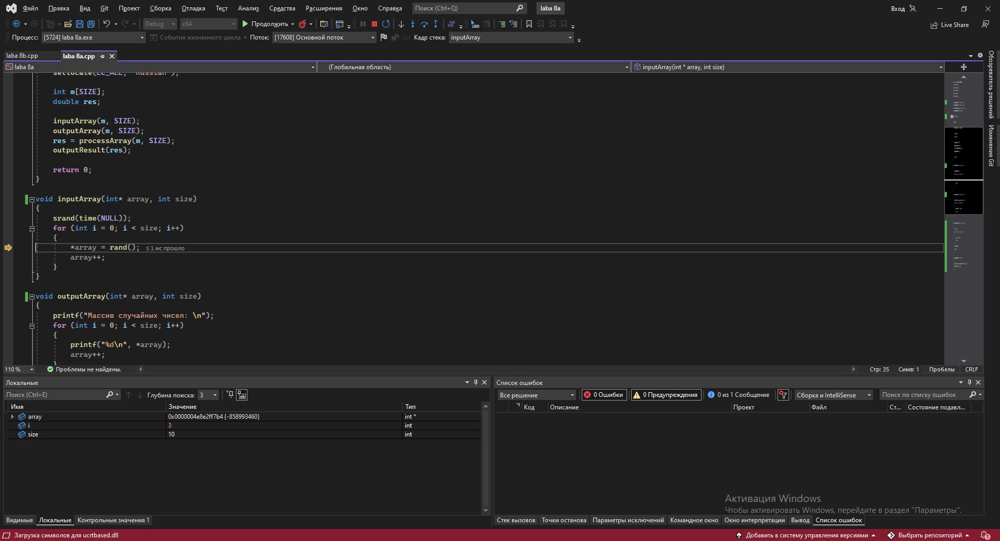 Файл Правка Вид Git Проект Сборка Отладка Тест Анализ Средства Расширения Окно Справка Поиск (Ctrl+Q) laba 8a Вход
Debug x64 Продолжить Live Share
Процесс: [5724] laba 8a.exe События жизненного цикла Поток: [17608] Основной поток Кадр стека: inputArray
laba 8b.cpp laba 8a.cpp
laba 8a (Глобальная область) inputArray(int * array, int size)
Обозреватель решений
Изменения Git
setlocale(LC_ALL, "Russian");
int m[SIZE];
double res;
inputArray(m, SIZE);
outputArray(m, SIZE);
res = processArray(m, SIZE);
outputResult(res);
return 0;
}
void inputArray(int* array, int size)
{
srand(time(NULL));
for (int i = 0; i < size; i++)
{
*array = rand(); ≤ 1 мс прошло
array++;
}
}
void outputArray(int* array, int size)
{
printf("Массив случайных чисел: \n");
for (int i = 0; i < size; i++)
{
printf("%d\n", *array);
array++;
}
110 % Проблемы не найдены. Стр: 35 Симв: 1 Пробелы CRLF
Локальные
Поиск (Ctrl+E) Глубина поиска: 3
Имя Значение Тип
array 0x0000004e8e2ff7b4 {-858993460} int *
i 3 int
size 10 int
Видимые Локальные Контрольные значения 1
Список ошибок
Все решение 0 Ошибки 0 Предупреждения 0 из 1 Сообщение Сборка и IntelliSense Поиск по списку ошибок
Код Описание Проект Файл Ст... Состояние подавл...
Активация Windows
Чтобы активировать Windows, перейдите в раздел "Параметры".
Стек вызовов Точки останова Параметры исключений Командное окно Окно интерпретации Вывод Список ошибок
Загрузка символов для ucrtbased.dll Добавить в систему управления версиями Выбрать репозиторий 1